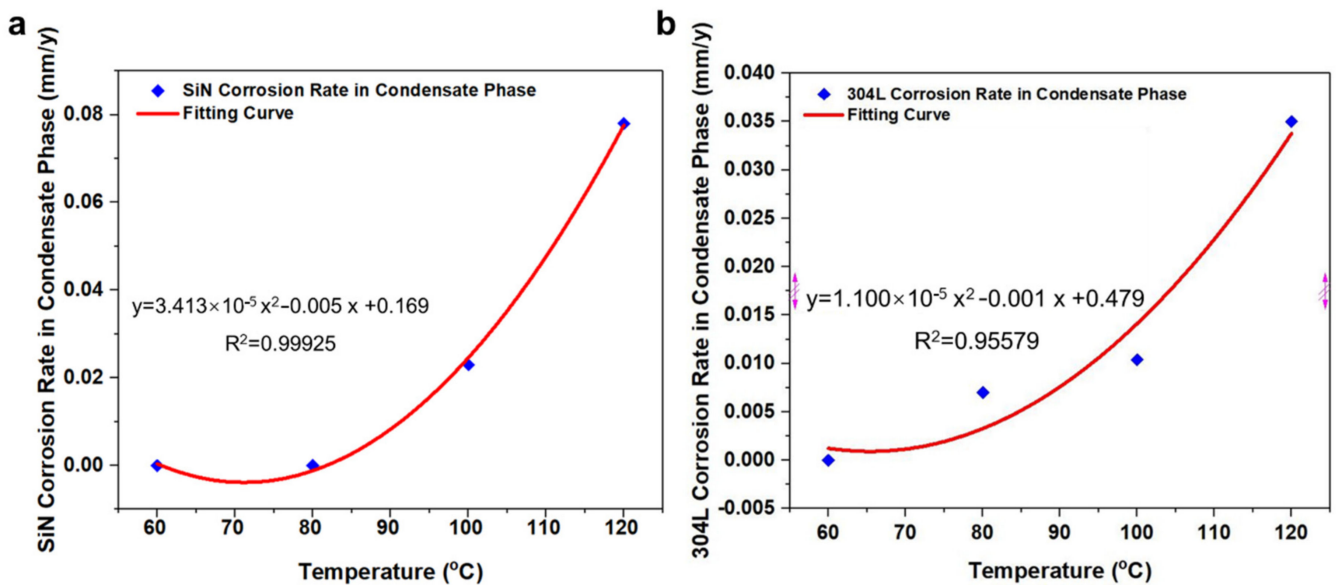 a
SiN Corrosion Rate in Condensate Phase (mm/y)
SiN Corrosion Rate in Condensate Phase
Fitting Curve
0.08
0.06
0.04
0.02
0.00
y=3.413×10⁻⁵ x²-0.005 x +0.169
R²=0.99925
60 70 80 90 100 110 120
Temperature (°C)
b
304L Corrosion Rate in Condensate Phase (mm/y)
304L Corrosion Rate in Condensate Phase
Fitting Curve
0.040
0.035
0.030
0.025
0.020
0.015
0.010
0.005
0.000
-0.005
y=1.100×10⁻⁵ x²-0.001 x +0.479
R²=0.95579
60 70 80 90 100 110 120
Temperature (°C)